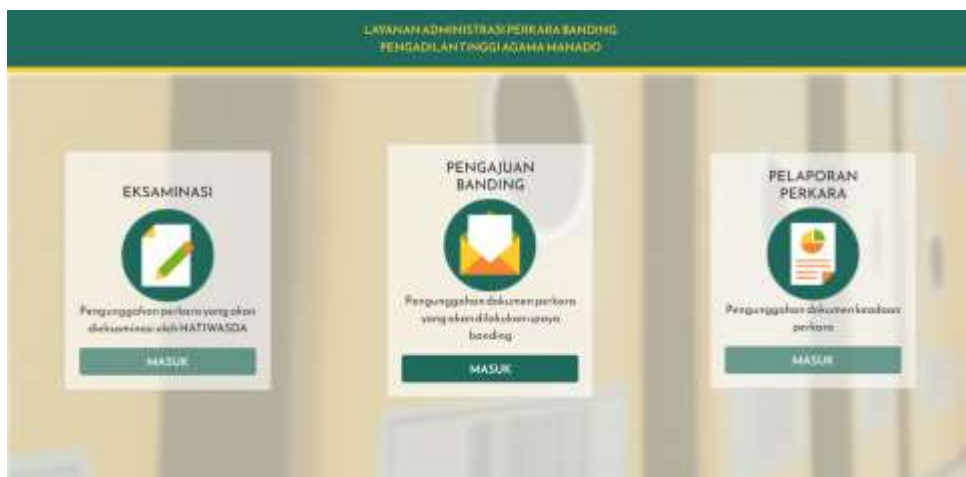 LAYANAN ADMINISTRASI PERKARA BANDING
PENGADILAN TINGGI AGAMA MANADO
EKSAMINASI
Pengunggahan perkara yang akan
dieksaminasi oleh HATIWASDA
MASUK
PENGAJUAN
BANDING
Pengunggahan dokumen perkara
yang akan dilakukan upaya
banding
MASUK
PELAPORAN
PERKARA
Pengunggahan dokumen keadaan
perkara
MASUK